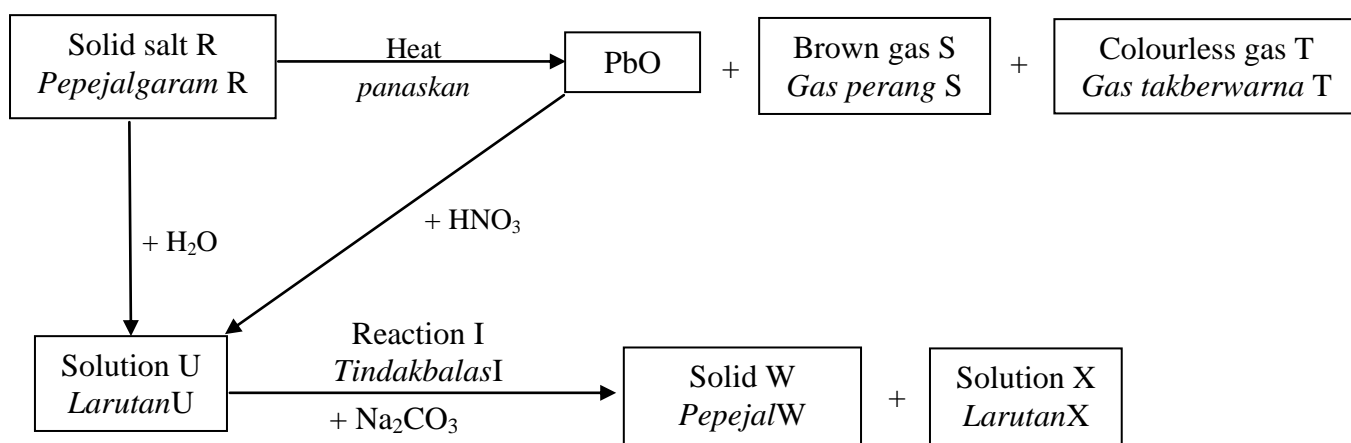 Solid salt R
Pepejalgaram R
Heat
panaskan
PbO
+
Brown gas S
Gas perang S
+
Colourless gas T
Gas takberwarna T
+ H₂O
+ HNO₃
Solution U
LarutanU
Reaction I
TindakbalasI
+ Na₂CO₃
Solid W
PepejalW
+
Solution X
LarutanX